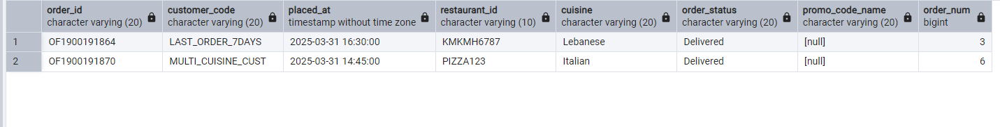 order_id customer_code placed_at restaurant_id cuisine order_status promo_code_name order_num
character varying (20) character varying (20) timestamp without time zone character varying (10) character varying (20) character varying (20) character varying (20) bigint
1 OF1900191864 LAST_ORDER_7DAYS 2025-03-31 16:30:00 KMKMH6787 Lebanese Delivered [null] 3
2 OF1900191870 MULTI_CUISINE_CUST 2025-03-31 14:45:00 PIZZA123 Italian Delivered [null] 6